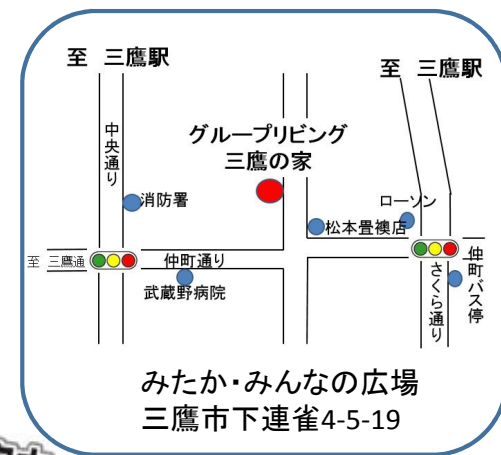 至 三鷹駅
至 三鷹駅
中央通り
グループリビング
三鷹の家
消防署
ローソン
松本畳襖店
至 三鷹通
仲町通り
武蔵野病院
さくら通り
仲町バス停
みたか・みんなの広場
三鷹市下連雀4-5-19